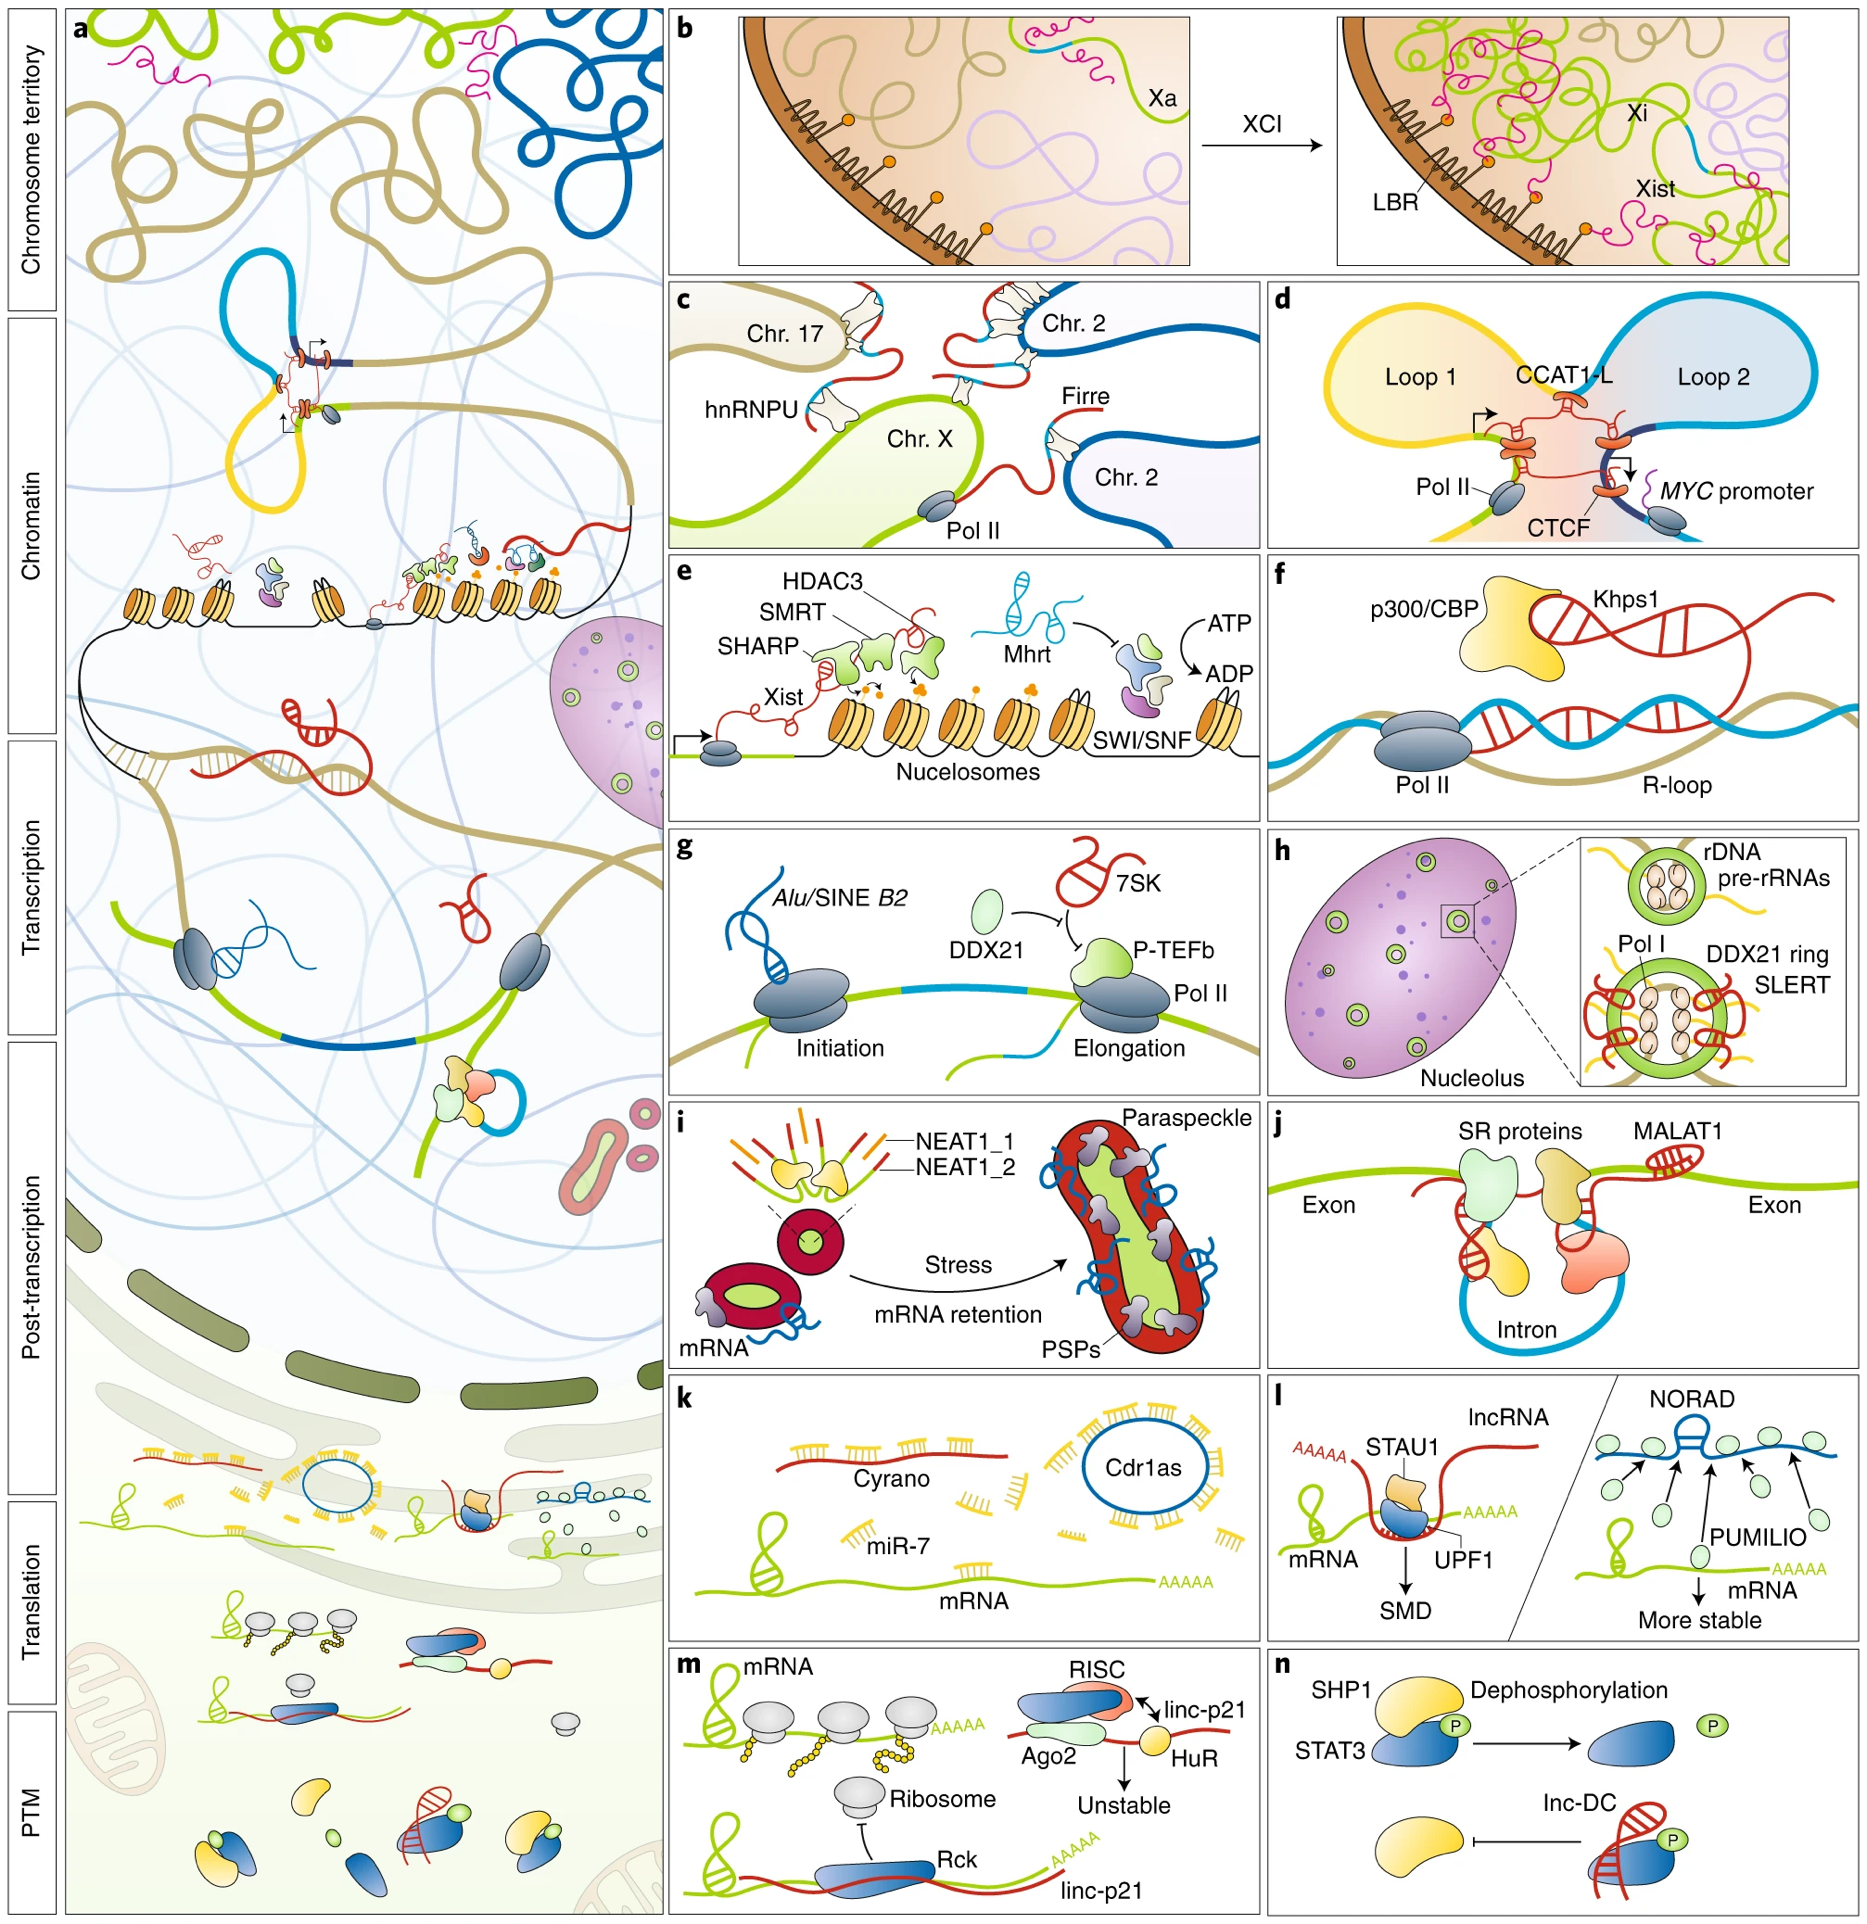 Chromosome territory
Chromatin
Transcription
Post-transcription
Translation
PTM
a
b
Xa
XCI
LBR
Xi
Xist
c
Chr. 17
Chr. 2
hnRNPU
Firre
Chr. X
Chr. 2
Pol II
d
Loop 1
CCAT1-L
Loop 2
Pol II
MYC promoter
CTCF
e
HDAC3
SMRT
SHARP
Xist
Mhrt
ATP
ADP
SWI/SNF
Nucelosomes
f
p300/CBP
Khps1
Pol II
R-loop
g
Alu/SINE B2
7SK
DDX21
P-TEFb
Pol II
Initiation
Elongation
h
rDNA
pre-rRNAs
Pol I
DDX21 ring
SLERT
Nucleolus
i
NEAT1_1
NEAT1_2
Paraspeckle
Stress
mRNA retention
mRNA
PSPs
j
SR proteins
MALAT1
Exon
Exon
Intron
k
Cyrano
Cdr1as
miR-7
AAAAA
mRNA
l
lncRNA
AAAAA
STAU1
AAAAA
mRNA
UPF1
SMD
NORAD
PUMILIO
AAAAA
mRNA
More stable
m
mRNA
AAAAA
RISC
linc-p21
Ago2
HuR
Unstable
Ribosome
AAAAA
Rck
linc-p21
n
SHP1
Dephosphorylation
P
P
STAT3
lnc-DC
P